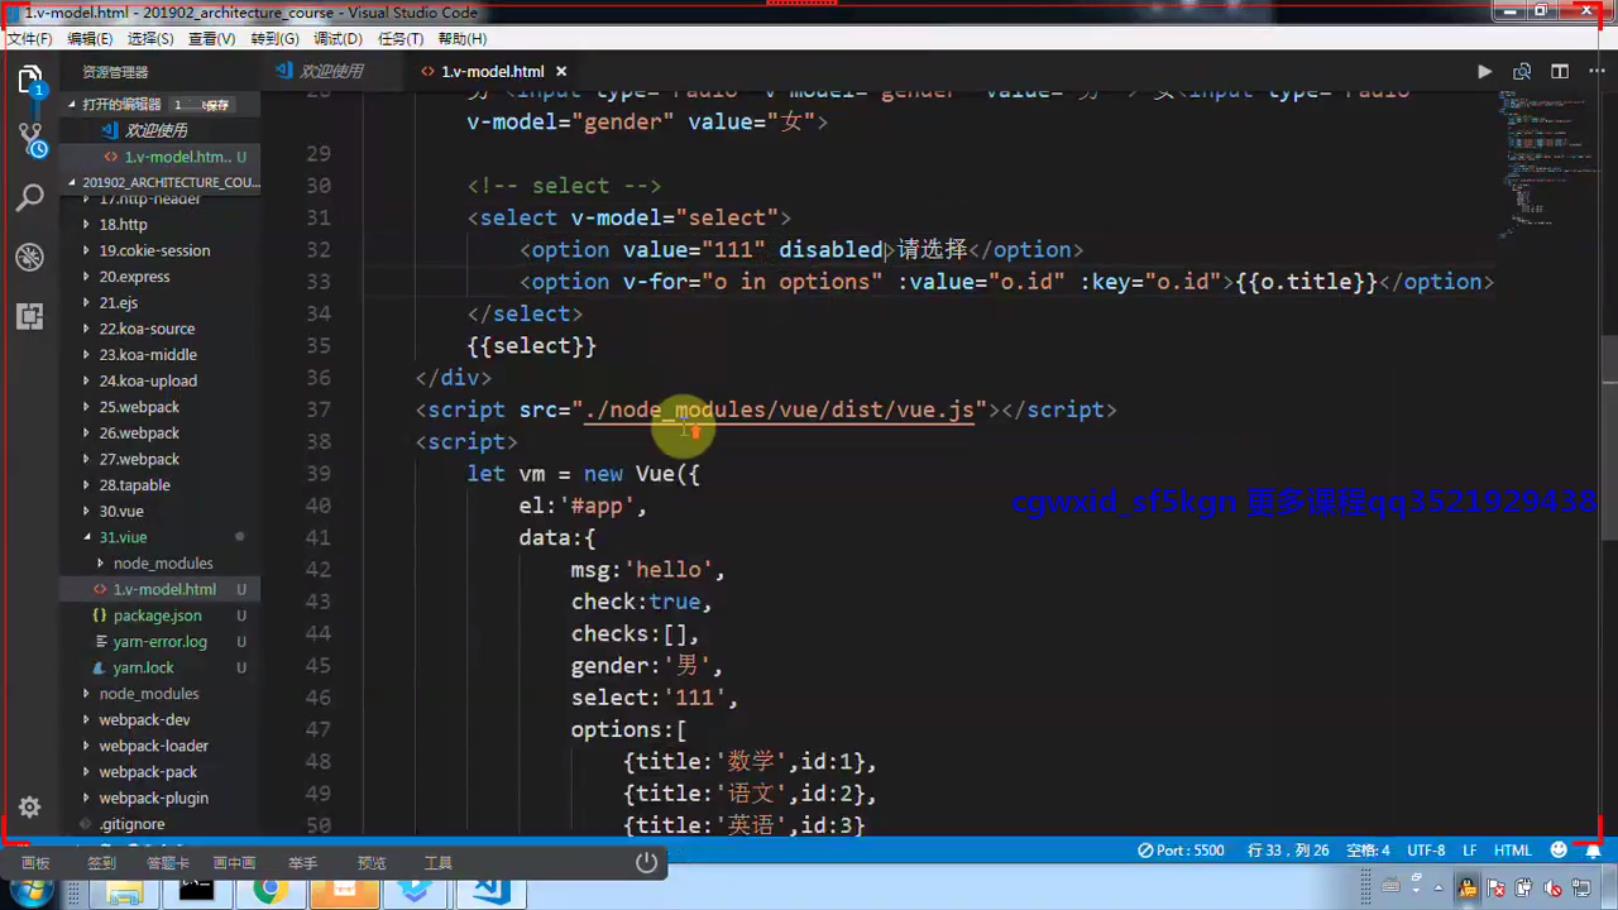 1.v-model.html - 201902_architecture_course - Visual Studio Code
文件(F) 编辑(E) 选择(S) 查看(V) 转到(G) 调试(D) 任务(T) 帮助(H)
资源管理器
欢迎使用
1.v-model.html
打开的编辑器
欢迎使用
1.v-model.htm.. U
201902_ARCHITECTURE_COU...
17.http-header
18.http
19.cokie-session
20.express
21.ejs
22.koa-source
23.koa-middle
24.koa-upload
25.webpack
26.webpack
27.webpack
28.tapable
30.vue
31.viue
node_modules
1.v-model.html U
package.json U
yarn-error.log U
yarn.lock U
node_modules
webpack-dev
webpack-loader
webpack-pack
webpack-plugin
.gitignore
v-model="gender" value="女">
29
30 <!-- select -->
31 <select v-model="select">
32 <option value="111" disabled>请选择</option>
33 <option v-for="o in options" :value="o.id" :key="o.id">{{o.title}}</option>
34 </select>
35 {{select}}
36 </div>
37 <script src="./node_modules/vue/dist/vue.js"></script>
38 <script>
39 let vm = new Vue({
40 el:'#app',
41 data:{
42 msg:'hello',
43 check:true,
44 checks:[],
45 gender:'男',
46 select:'111',
47 options:[
48 {title:'数学',id:1},
49 {title:'语文',id:2},
50 {title:'英语',id:3}
cgwxid_sf5kgn 更多课程qq3521929438
Port : 5500 行 33，列 26 空格: 4 UTF-8 LF HTML
画板 签到 答题卡 画中画 举手 预览 工具